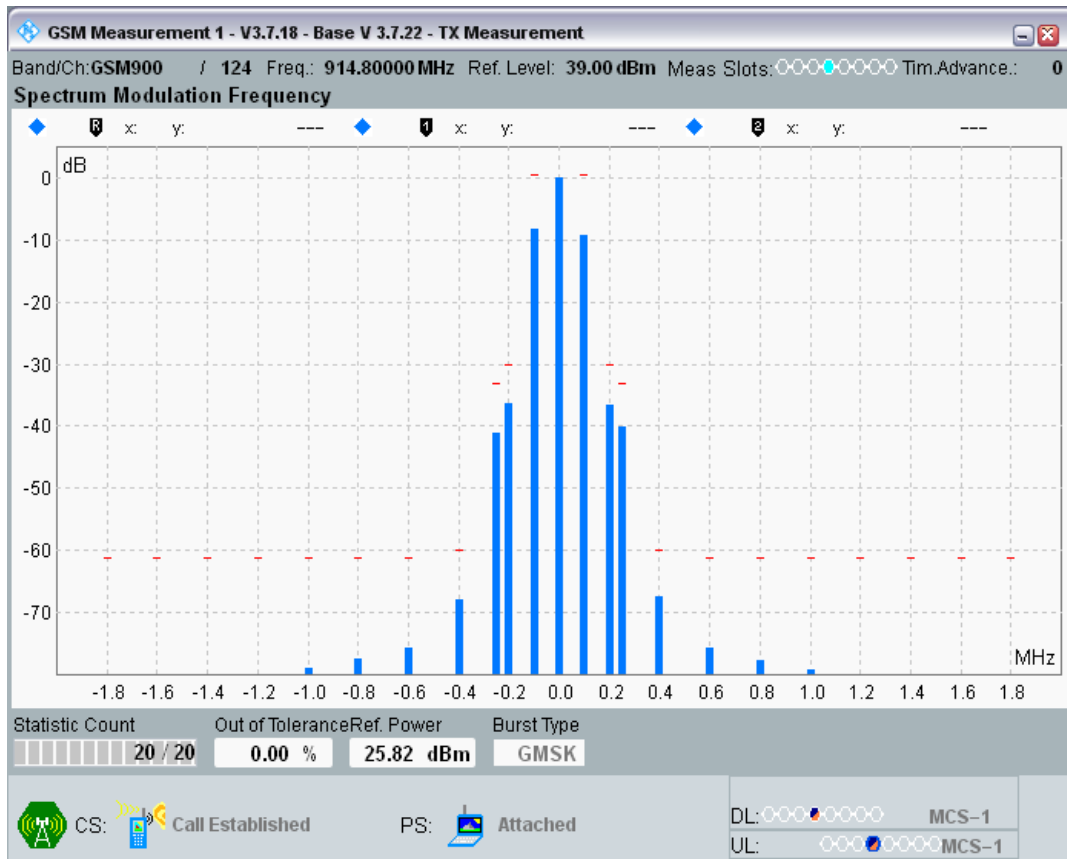 GSM Measurement 1 - V3.7.18 - Base V 3.7.22 - TX Measurement
Band/Ch:GSM900 / 124 Freq.: 914.80000 MHz Ref. Level: 39.00 dBm Meas Slots: Tim.Advance.: 0
Spectrum Modulation Frequency
R x: y: --- 1 x: y: --- 2 x: y: ---
dB
0
-10
-20
-30
-40
-50
-60
-70
MHz
-1.8 -1.6 -1.4 -1.2 -1.0 -0.8 -0.6 -0.4 -0.2 0.0 0.2 0.4 0.6 0.8 1.0 1.2 1.4 1.6 1.8
Statistic Count Out of Tolerance Ref. Power Burst Type
20 / 20 0.00 % 25.82 dBm GMSK
CS: Call Established PS: Attached
DL: MCS-1
UL: MCS-1